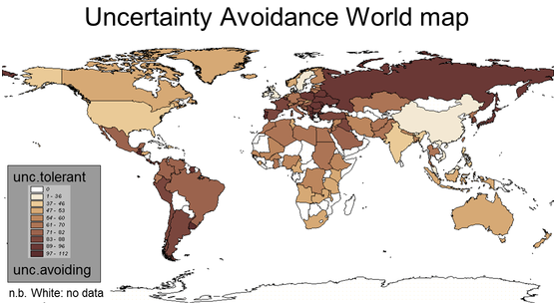 Uncertainty Avoidance World map
unc.tolerant
0
1 - 36
37 - 46
47 - 53
54 - 60
61 - 70
71 - 82
83 - 88
89 - 96
97 - 112
unc.avoiding
n.b. White: no data